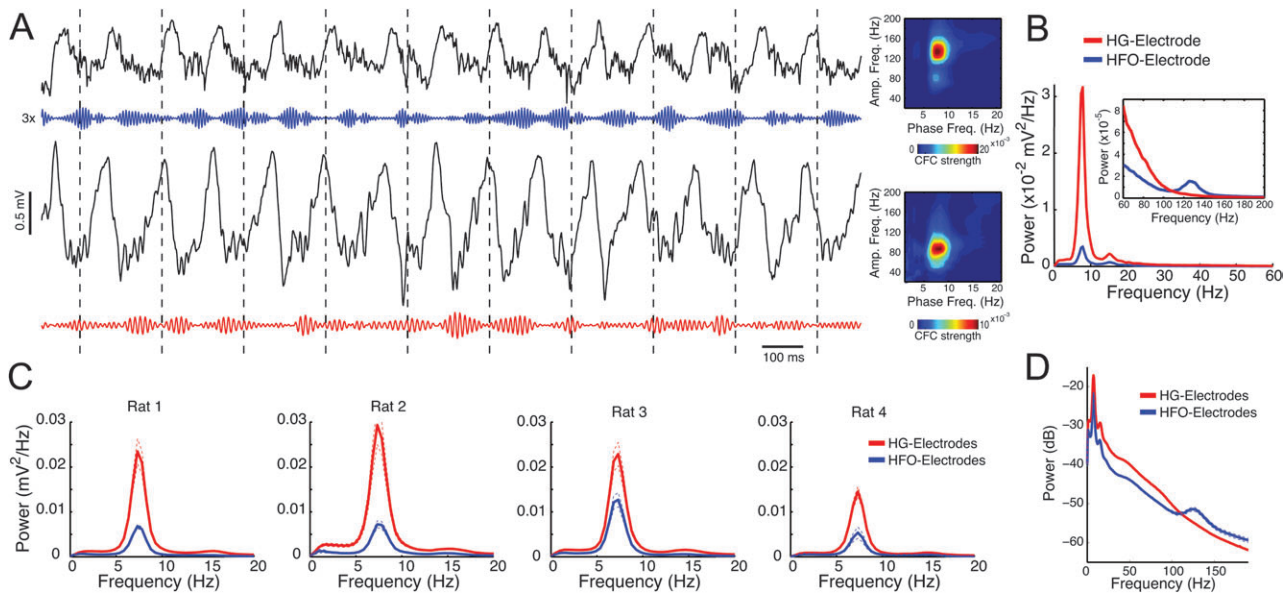 A
3x
0.5 mV
100 ms
Amp. Freq. (Hz)
200
160
120
80
40
5 10 15 20
Phase Freq. (Hz)
0 20 x10⁻³
CFC strength
Amp. Freq. (Hz)
200
160
120
80
40
5 10 15 20
Phase Freq. (Hz)
0 10 x10⁻³
CFC strength
B
HG-Electrode
HFO-Electrode
Power (x10⁻² mV²/Hz)
3
2
1
0
0 10 20 30 40 50 60
Frequency (Hz)
Power (x10⁻⁵)
8
6
4
2
0
60 80 100 120 140 160 180 200
Frequency (Hz)
C
Power (mV²/Hz)
Rat 1
0.03
0.02
0.01
0
0 5 10 15 20
Frequency (Hz)
Rat 2
0.03
0.02
0.01
0
0 5 10 15 20
Frequency (Hz)
Rat 3
0.03
0.02
0.01
0
0 5 10 15 20
Frequency (Hz)
Rat 4
0.03
0.02
0.01
0
0 5 10 15 20
Frequency (Hz)
HG-Electrodes
HFO-Electrodes
D
HG-Electrodes
HFO-Electrodes
Power (dB)
−20
−30
−40
−50
−60
0 50 100 150
Frequency (Hz)